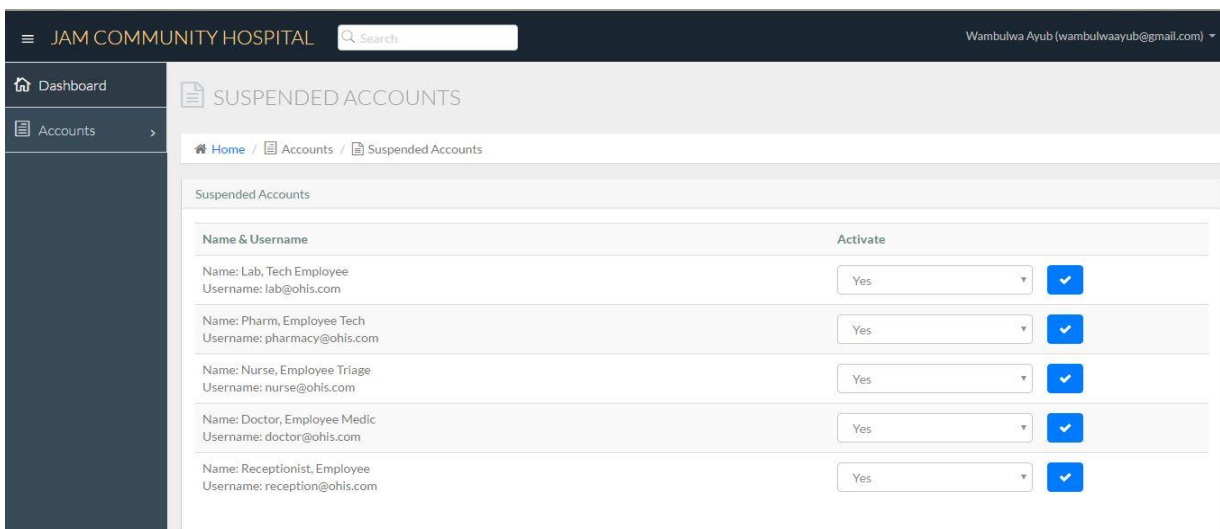 JAM COMMUNITY HOSPITAL
Search
Wambulwa Ayub (wambulwaayub@gmail.com)
Dashboard
Accounts
SUSPENDED ACCOUNTS
Home / Accounts / Suspended Accounts
Suspended Accounts
Name & Username Activate
Name: Lab, Tech Employee
Username: lab@ohis.com
Yes
Name: Pharm, Employee Tech
Username: pharmacy@ohis.com
Yes
Name: Nurse, Employee Triage
Username: nurse@ohis.com
Yes
Name: Doctor, Employee Medic
Username: doctor@ohis.com
Yes
Name: Receptionist, Employee
Username: reception@ohis.com
Yes